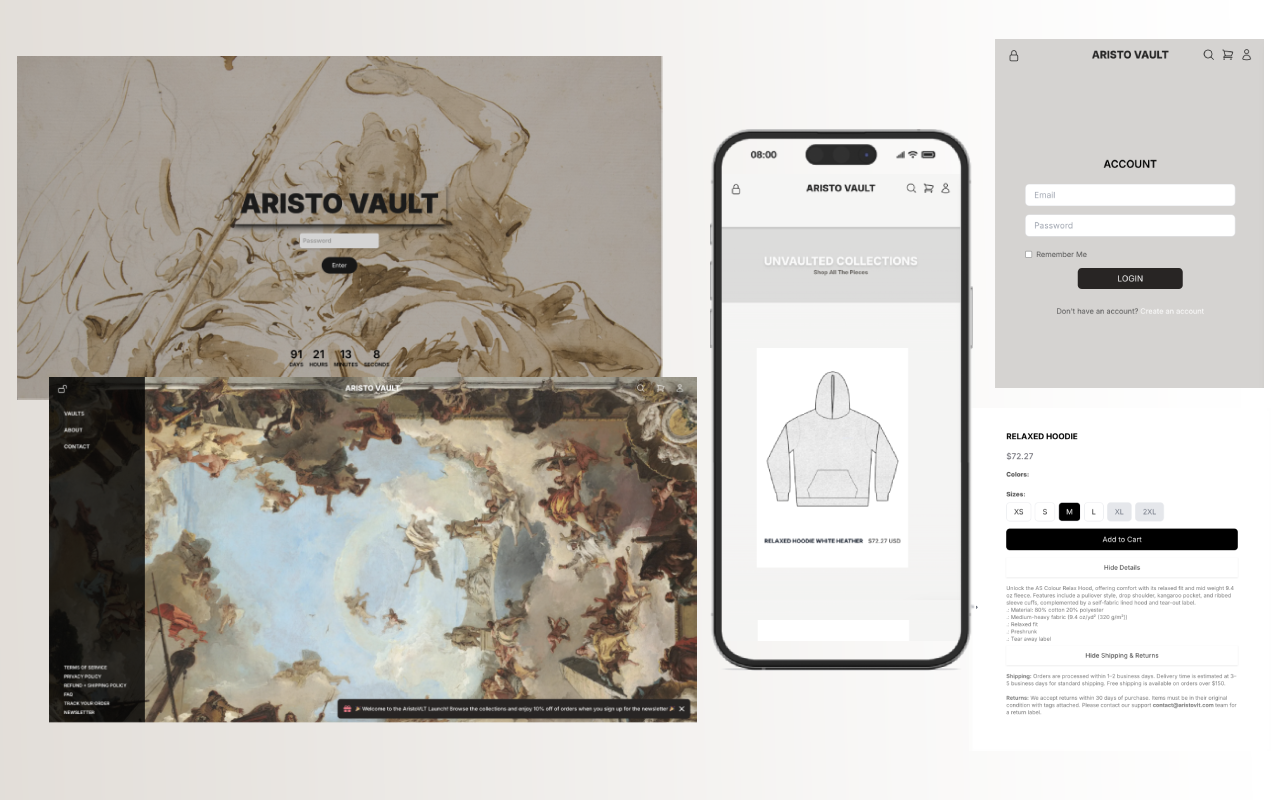 ARISTO VAULT
Password
Enter
91 21 13 8
DAYS HOURS MINUTES SECONDS
ARISTO VAULT
VAULTS
ABOUT
CONTACT
TERMS OF SERVICE
PRIVACY POLICY
REFUND + SHIPPING POLICY
FAQ
TRACK YOUR ORDER
NEWSLETTER
🎁 🎉 Welcome to the AristoVLT Launch! Browse the collections and enjoy 10% off of orders when you sign up for the newsletter 🎉 ✕
08:00
ARISTO VAULT
UNVAULTED COLLECTIONS
Shop All The Pieces
RELAXED HOODIE WHITE HEATHER $72.27 USD
ARISTO VAULT
ACCOUNT
Email
Password
Remember Me
LOGIN
Don't have an account? Create an account
RELAXED HOODIE
$72.27
Colors:
Sizes:
XS S M L XL 2XL
Add to Cart
Hide Details
Unlock the AS Colour Relax Hood, offering comfort with its relaxed fit and mid weight 9.4
oz fleece. Features include a pullover style, drop shoulder, kangaroo pocket, and ribbed
sleeve cuffs, complemented by a self-fabric lined hood and tear-out label.
.: Material: 80% cotton 20% polyester
.: Medium-heavy fabric (9.4 oz/yd² (320 g/m²))
.: Relaxed fit
.: Preshrunk
.: Tear away label
Hide Shipping & Returns
Shipping: Orders are processed within 1-2 business days. Delivery time is estimated at 3-
5 business days for standard shipping. Free shipping is available on orders over $150.
Returns: We accept returns within 30 days of purchase. Items must be in their original
condition with tags attached. Please contact our support contact@aristovlt.com team for
a return label.